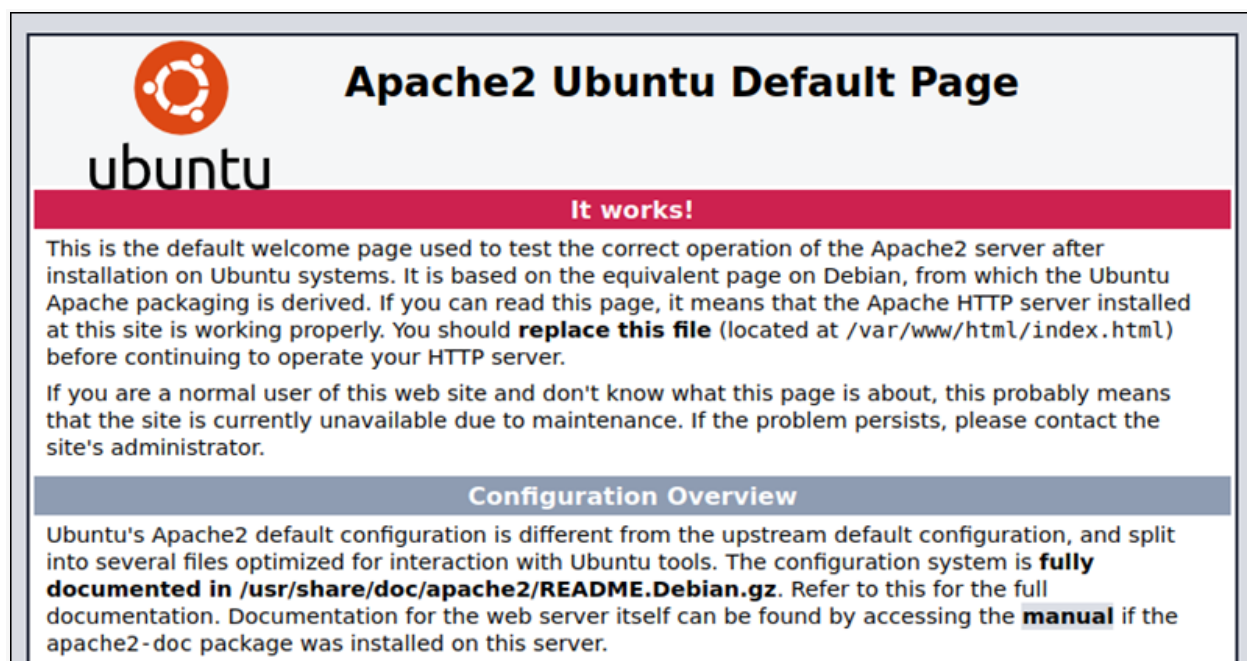 Apache2 Ubuntu Default Page
ubuntu
It works!
This is the default welcome page used to test the correct operation of the Apache2 server after
installation on Ubuntu systems. It is based on the equivalent page on Debian, from which the Ubuntu
Apache packaging is derived. If you can read this page, it means that the Apache HTTP server installed
at this site is working properly. You should replace this file (located at /var/www/html/index.html)
before continuing to operate your HTTP server.
If you are a normal user of this web site and don't know what this page is about, this probably means
that the site is currently unavailable due to maintenance. If the problem persists, please contact the
site's administrator.
Configuration Overview
Ubuntu's Apache2 default configuration is different from the upstream default configuration, and split
into several files optimized for interaction with Ubuntu tools. The configuration system is fully
documented in /usr/share/doc/apache2/README.Debian.gz. Refer to this for the full
documentation. Documentation for the web server itself can be found by accessing the manual if the
apache2-doc package was installed on this server.